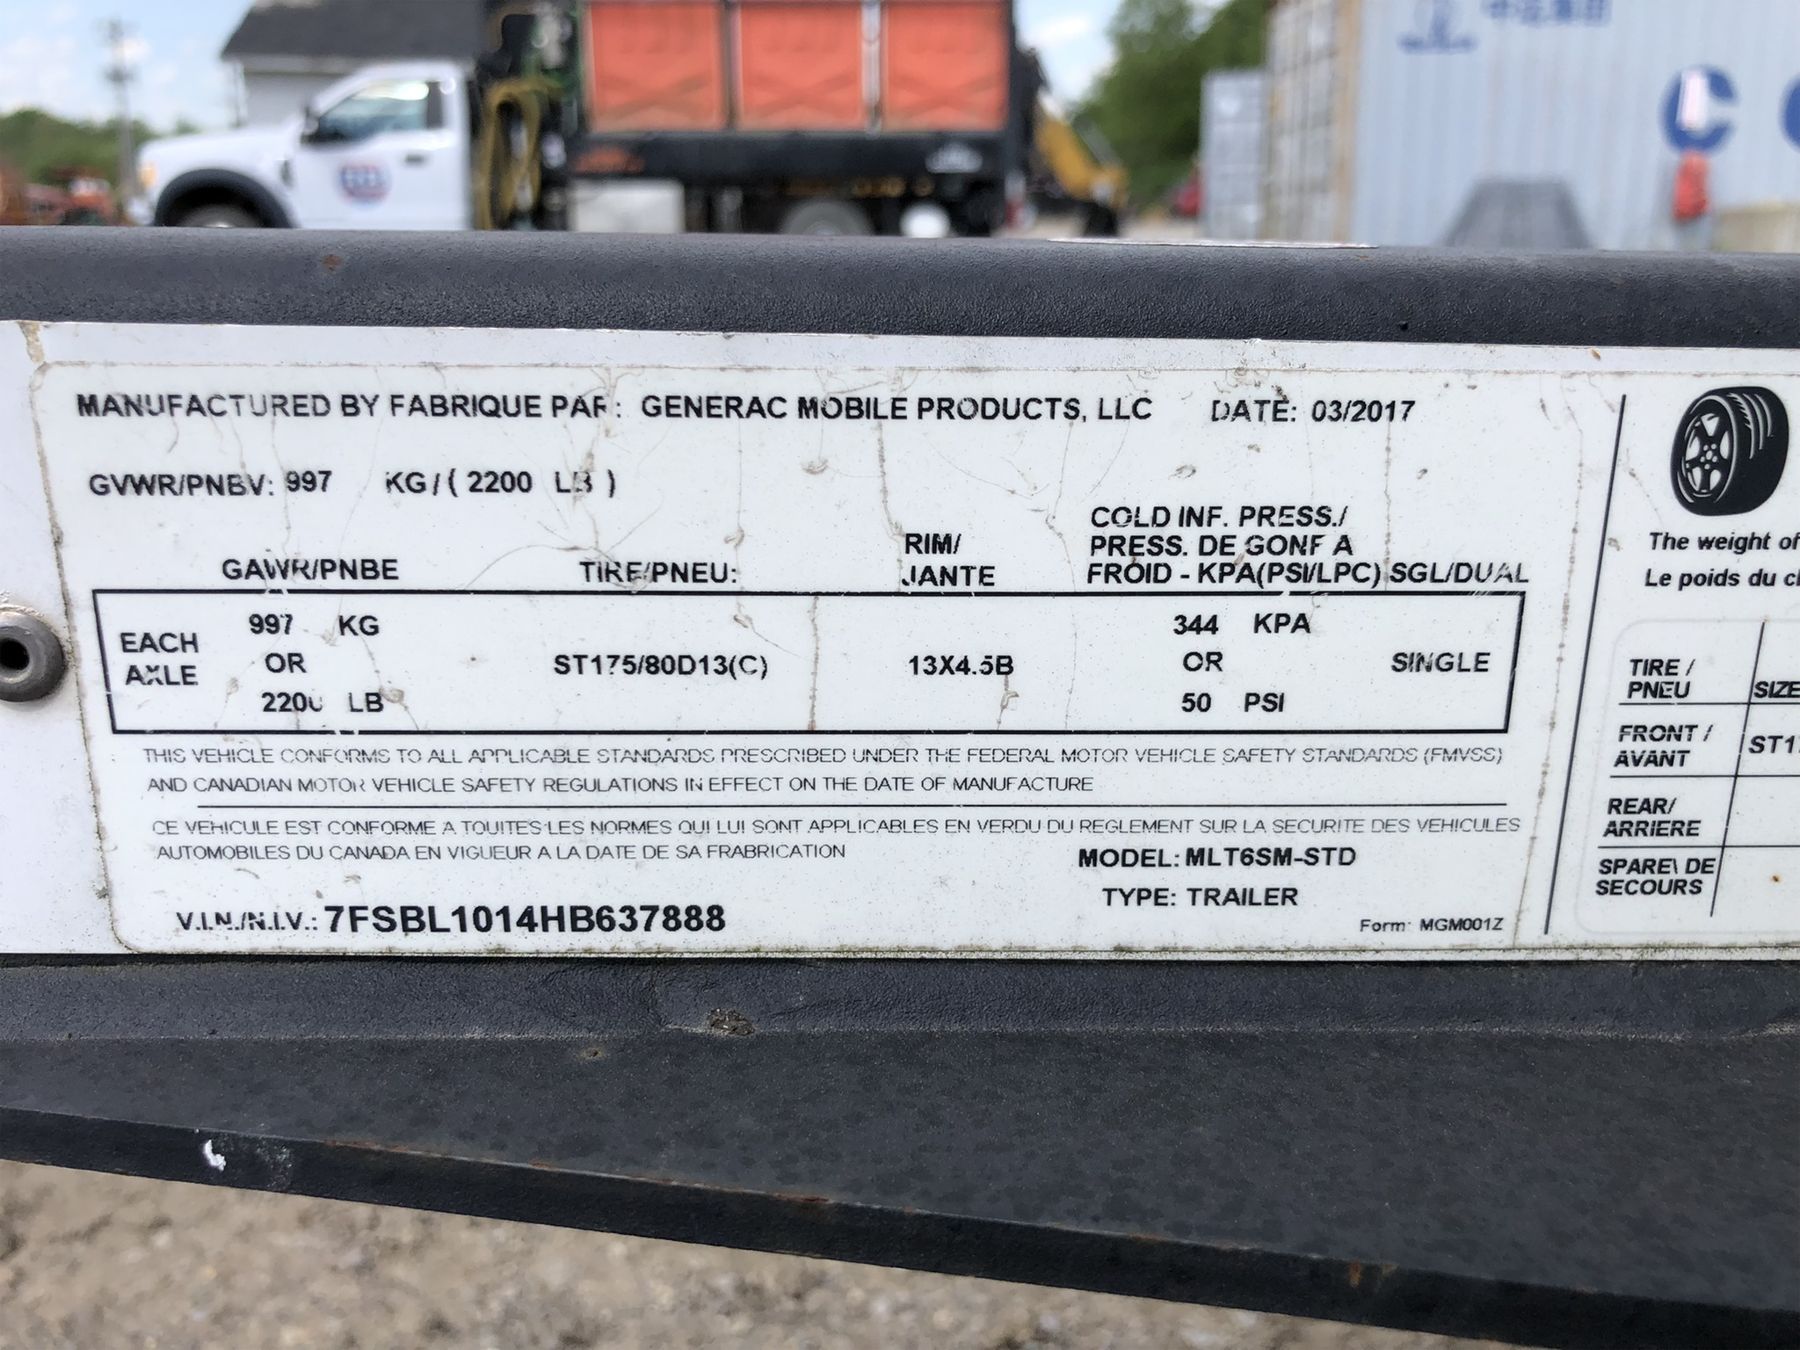 MANUFACTURED BY FABRIQUE PAR: GENERAC MOBILE PRODUCTS, LLC DATE: 03/2017
GVWR/PNBV: 997 KG / ( 2200 LB )
GAWR/PNBE TIRE/PNEU: RIM/ JANTE COLD INF. PRESS./ PRESS. DE GONF A FROID - KPA(PSI/LPC) SGL/DUAL
EACH AXLE
997 KG
OR
2200 LB
ST175/80D13(C)
13X4.5B
344 KPA
OR
50 PSI
SINGLE
THIS VEHICLE CONFORMS TO ALL APPLICABLE STANDARDS PRESCRIBED UNDER THE FEDERAL MOTOR VEHICLE SAFETY STANDARDS (FMVSS)
AND CANADIAN MOTOR VEHICLE SAFETY REGULATIONS IN EFFECT ON THE DATE OF MANUFACTURE
CE VEHICULE EST CONFORME A TOUITES LES NORMES QUI LUI SONT APPLICABLES EN VERDU DU REGLEMENT SUR LA SECURITE DES VEHICULES
AUTOMOBILES DU CANADA EN VIGUEUR A LA DATE DE SA FRABRICATION
MODEL: MLT6SM-STD
TYPE: TRAILER
V.I.N./N.I.V.: 7FSBL1014HB637888
Form: MGM001Z
The weight of
Le poids du
TIRE / PNEU SIZE
FRONT / AVANT ST17
REAR/ ARRIERE
SPARE\ DE SECOURS